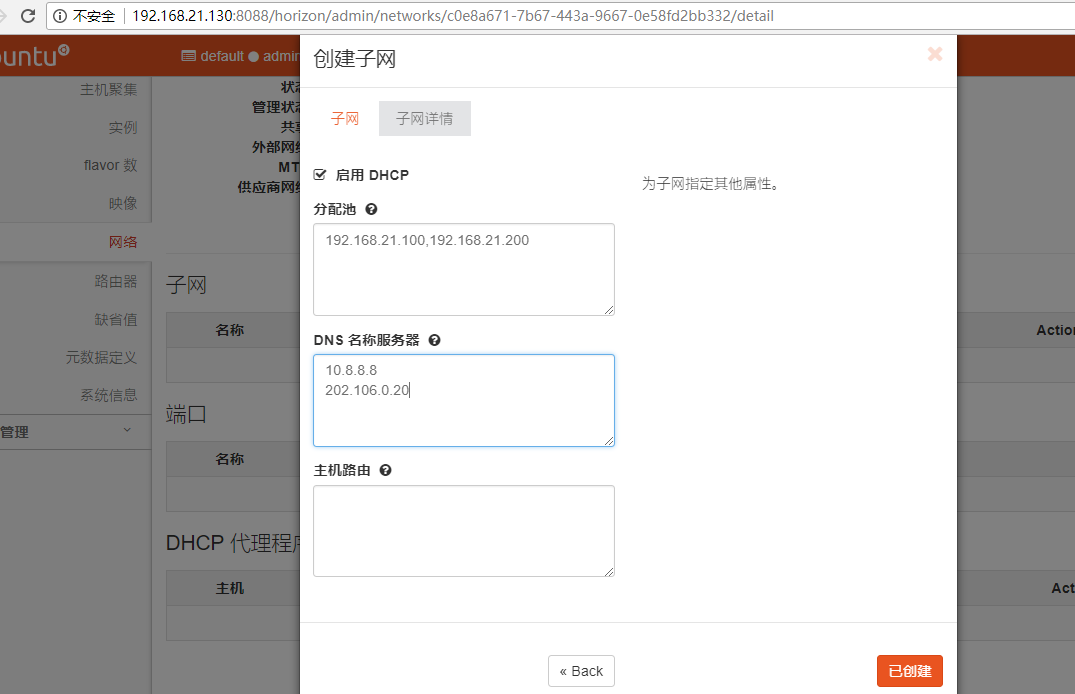 不安全 192.168.21.130:8088/horizon/admin/networks/c0e8a671-7b67-443a-9667-0e58fd2bb332/detail
buntu
default
admin
主机聚集
实例
flavor 数
映像
网络
路由器
缺省值
元数据定义
系统信息
管理
状态
管理状态
共享
外部网络
MT
供应商网络
子网
名称
Action
端口
名称
DHCP 代理程序
主机
Act
创建子网
子网 子网详情
启用 DHCP
为子网指定其他属性。
分配池
192.168.21.100,192.168.21.200
DNS 名称服务器
10.8.8.8
202.106.0.20
主机路由
« Back
已创建